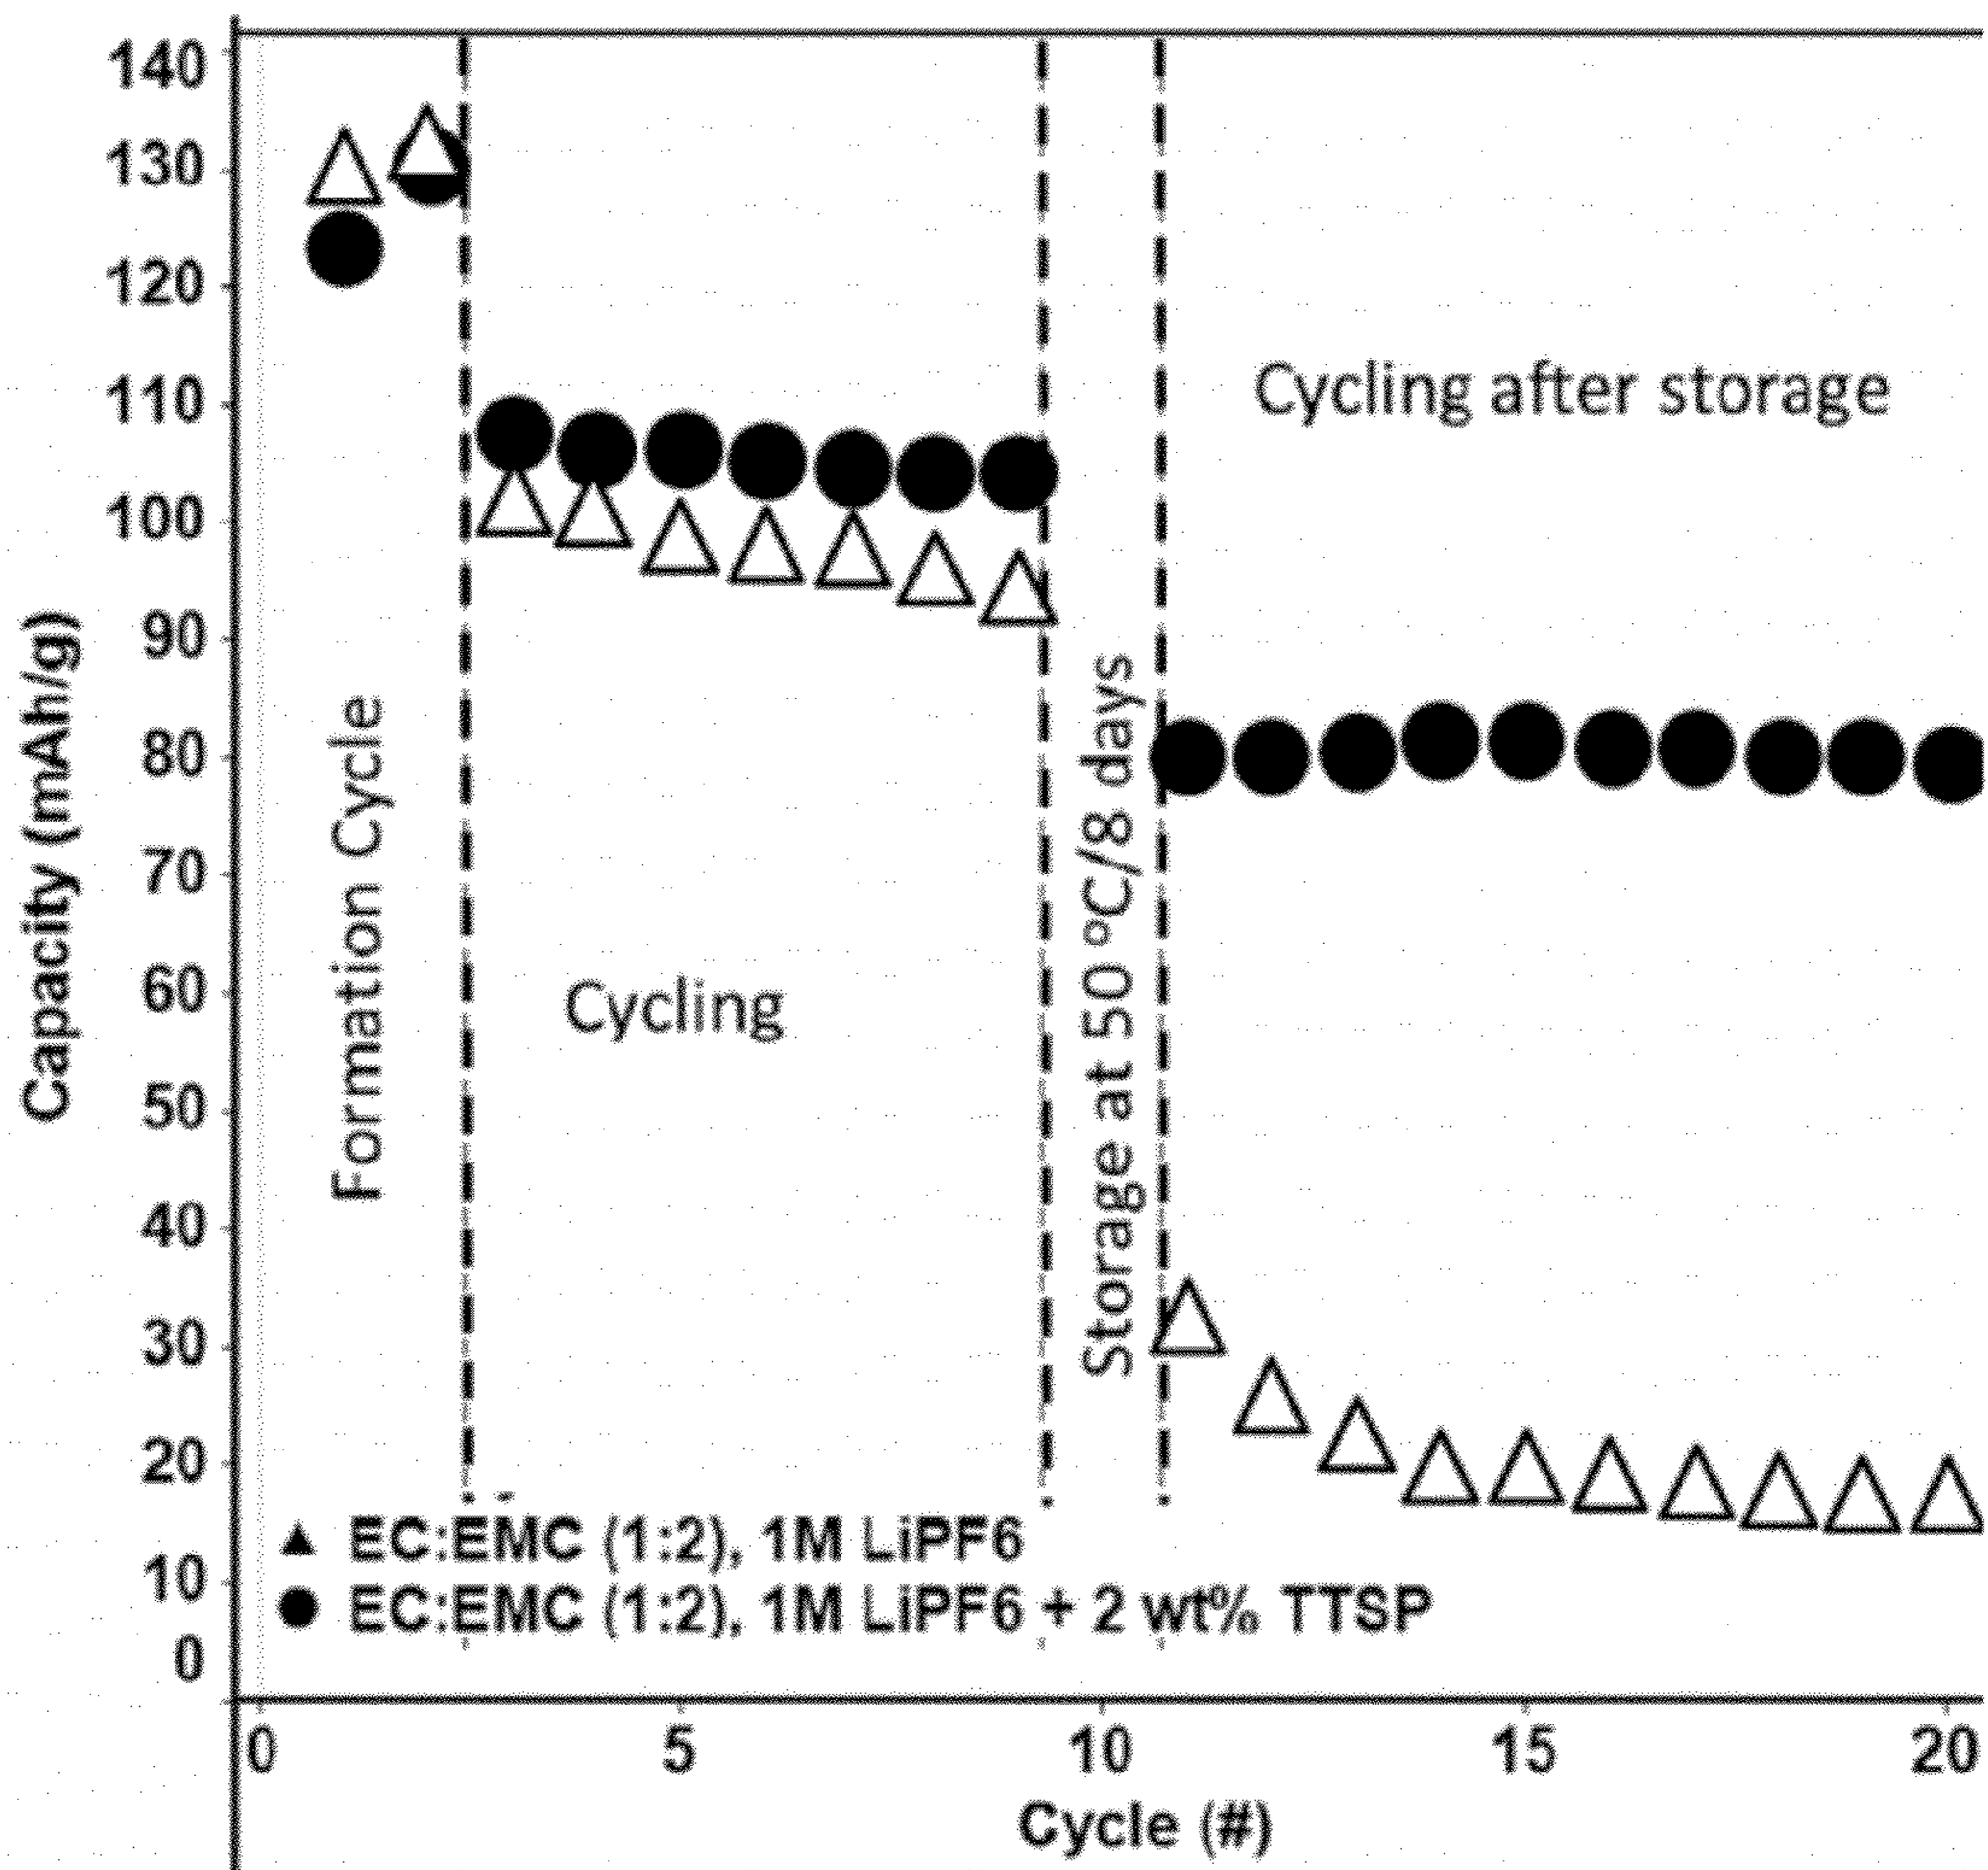 140
130
120
110
100
90
80
70
60
50
40
30
20
10
0
Capacity (mAh/g)
Formation Cycle
Cycling
Storage at 50 ºC/8 days
Cycling after storage
▲ EC:EMC (1:2), 1M LiPF6
● EC:EMC (1:2), 1M LiPF6 + 2 wt% TTSP
0 5 10 15 20
Cycle (#)